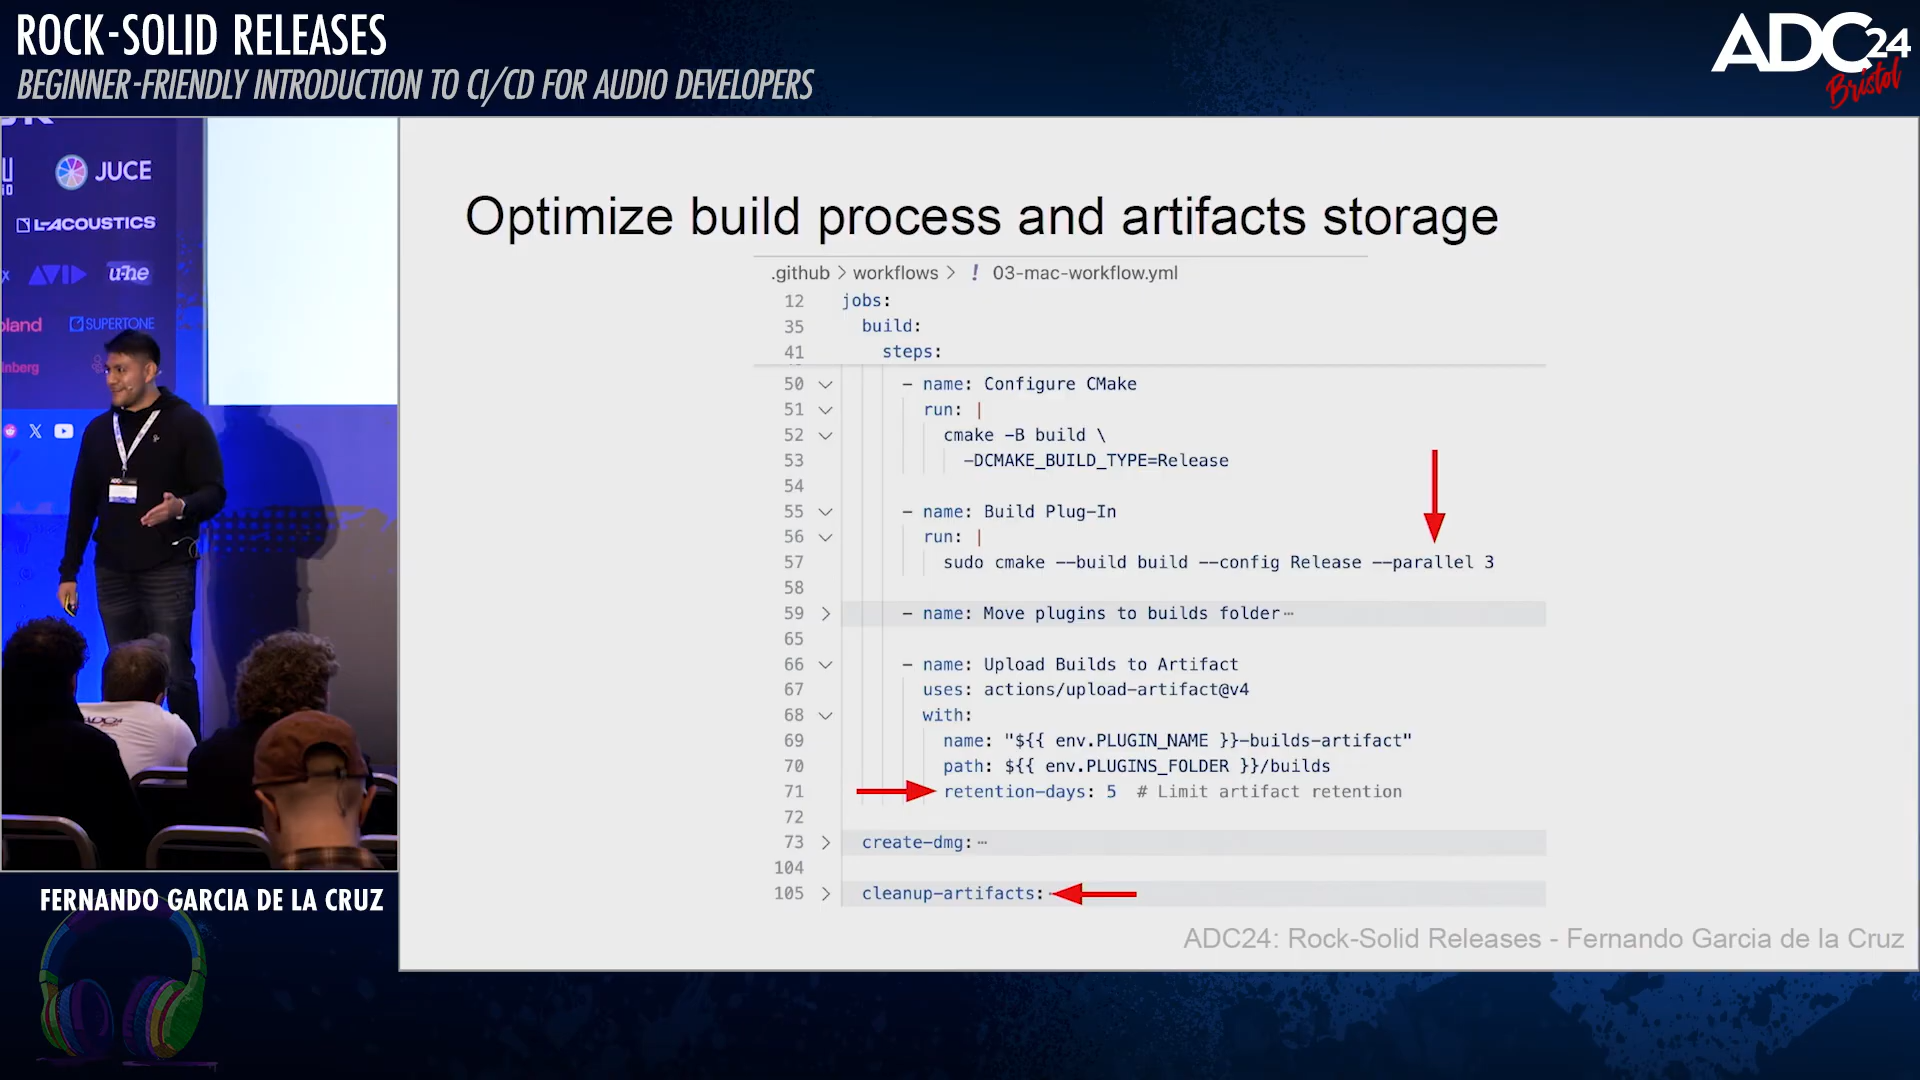 ROCK-SOLID RELEASES
BEGINNER-FRIENDLY INTRODUCTION TO CI/CD FOR AUDIO DEVELOPERS
ADC24
Bristol
JUCE
L-ACOUSTICS
AVID
u-he
SUPERTONE
Optimize build process and artifacts storage
.github > workflows > ! 03-mac-workflow.yml
12 jobs:
35 build:
41 steps:
50 - name: Configure CMake
51 run: |
52 cmake -B build \
53 -DCMAKE_BUILD_TYPE=Release
54
55 - name: Build Plug-In
56 run: |
57 sudo cmake --build build --config Release --parallel 3
58
59 - name: Move plugins to builds folder…
65
66 - name: Upload Builds to Artifact
67 uses: actions/upload-artifact@v4
68 with:
69 name: "${{ env.PLUGIN_NAME }}-builds-artifact"
70 path: ${{ env.PLUGINS_FOLDER }}/builds
71 retention-days: 5 # Limit artifact retention
72
73 create-dmg:…
104
105 cleanup-artifacts:
ADC24: Rock-Solid Releases - Fernando Garcia de la Cruz
FERNANDO GARCIA DE LA CRUZ